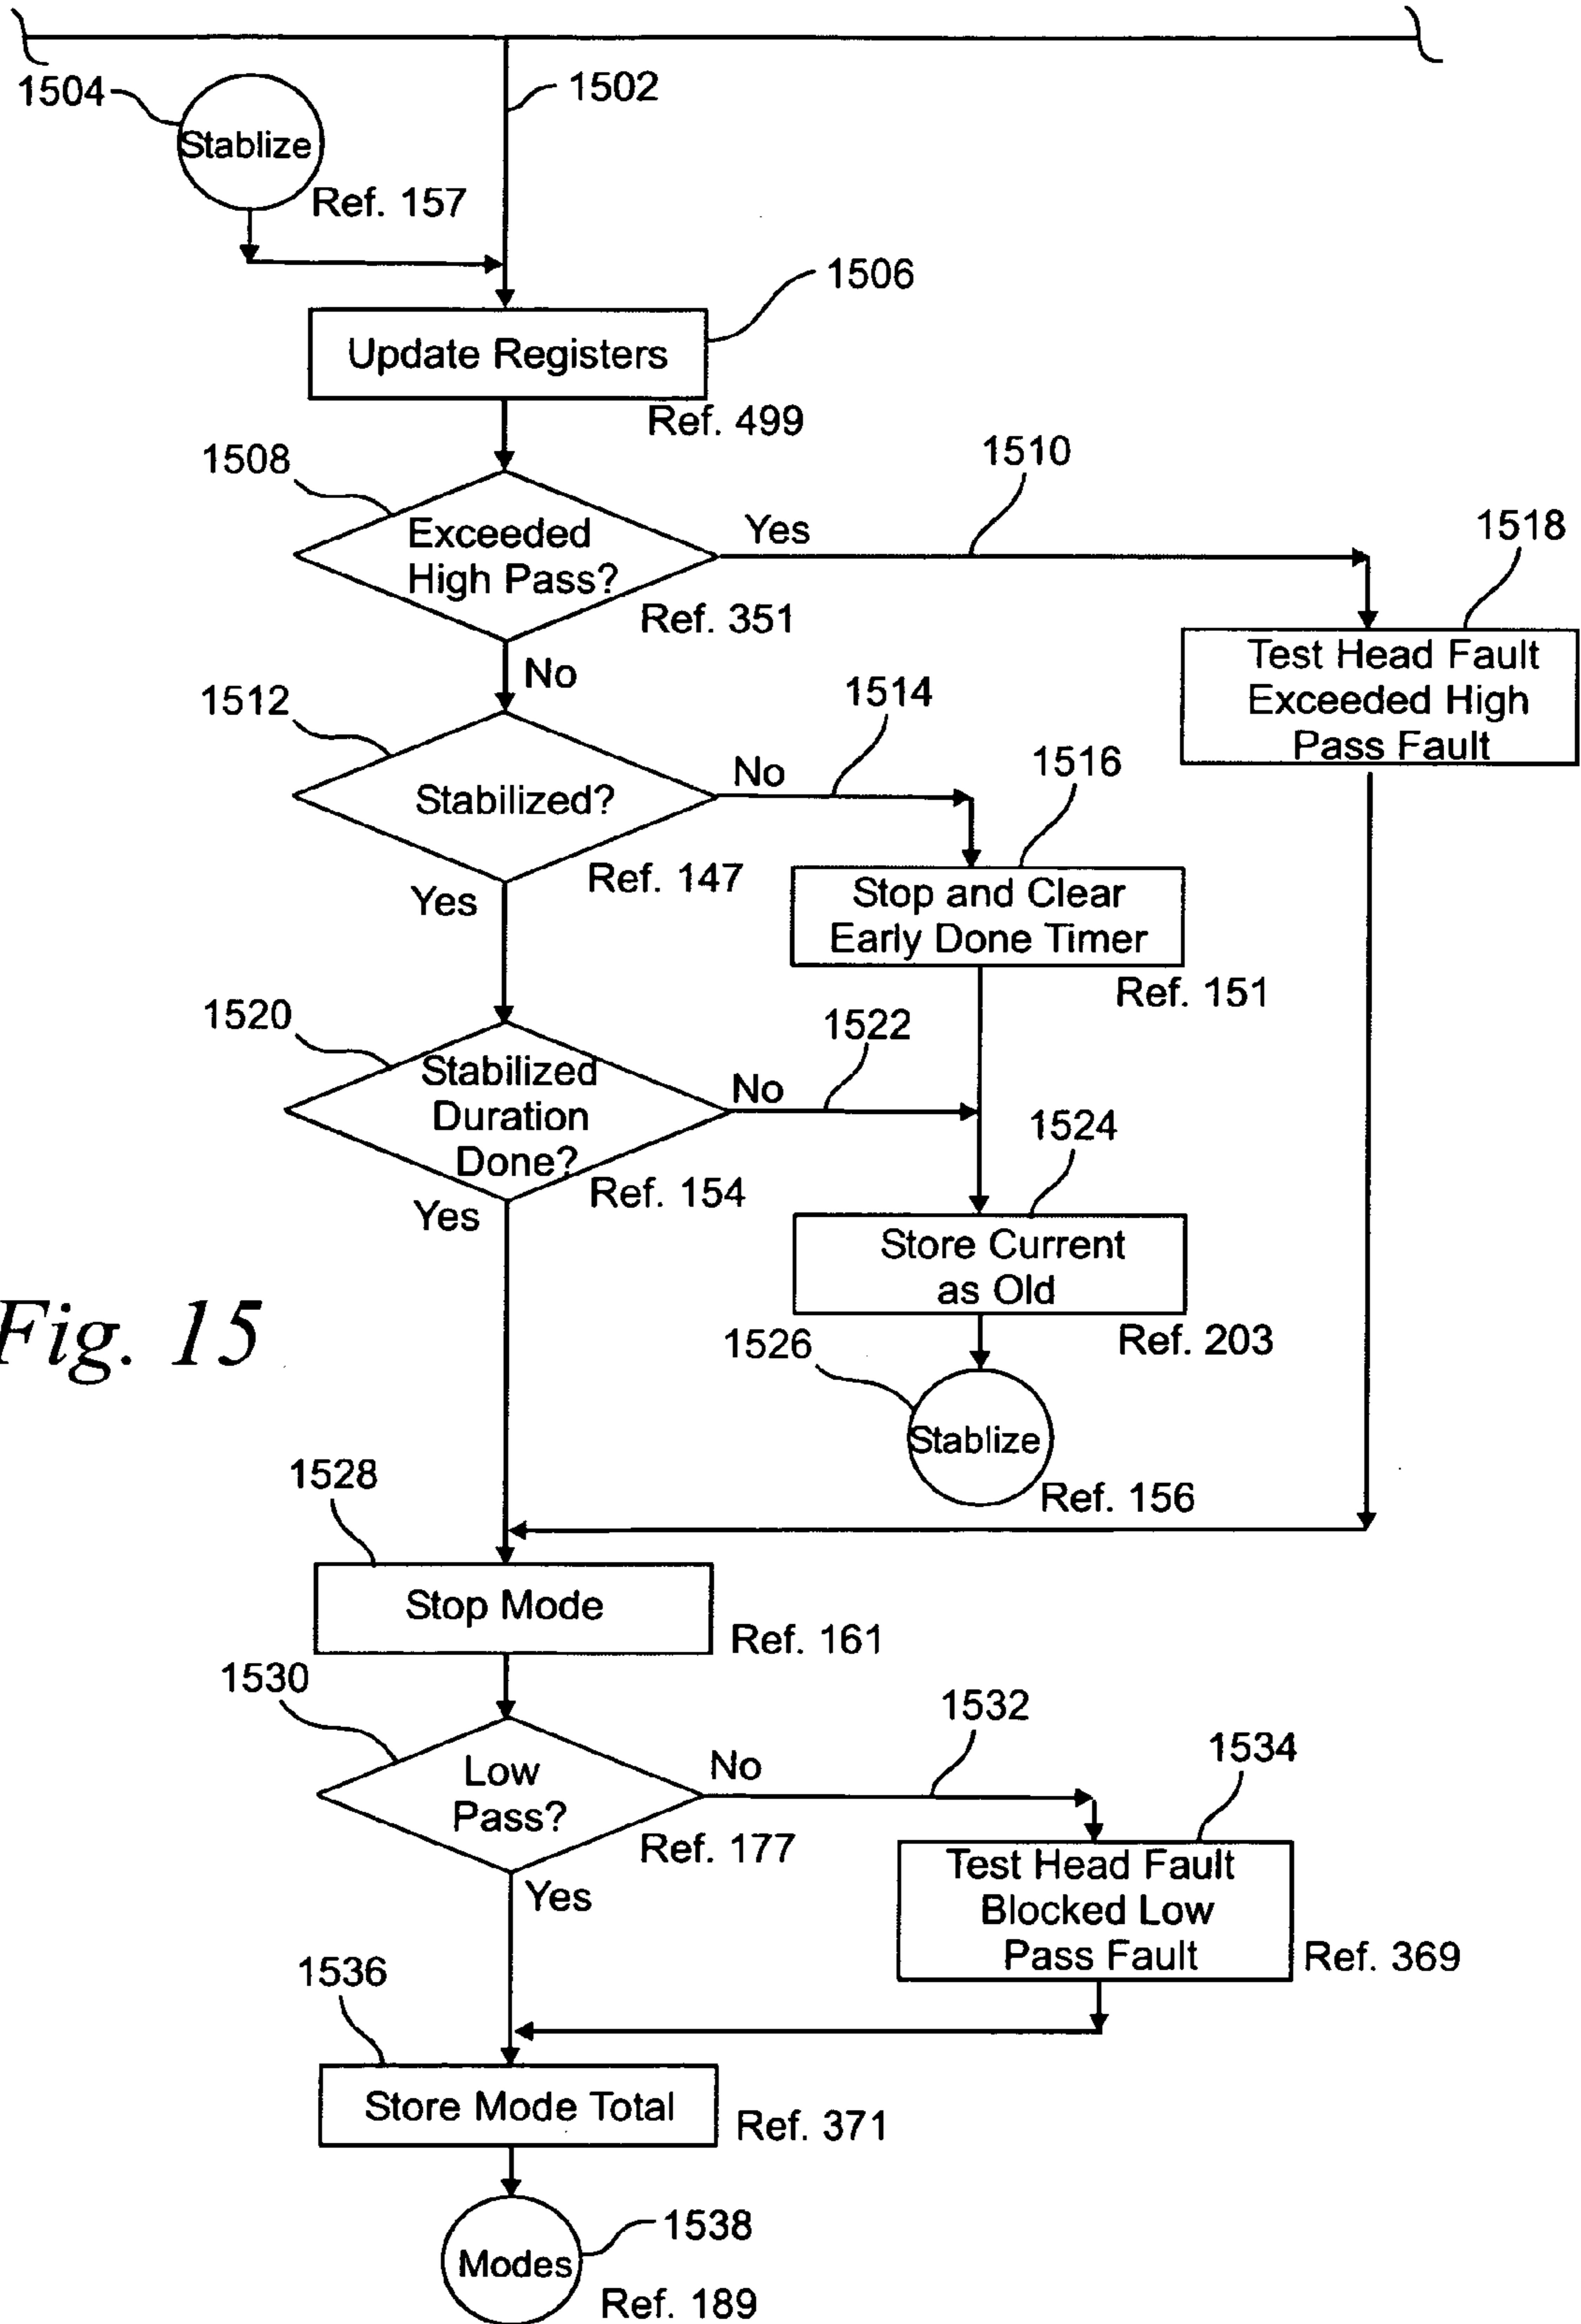 1504
1502
Stablize
Ref. 157
1506
Update Registers
Ref. 499
1508
1510
Exceeded
High Pass?
Yes
1518
Ref. 351
Test Head Fault
Exceeded High
Pass Fault
No
1512
1514
Stabilized?
No
1516
Ref. 147
Yes
Stop and Clear
Early Done Timer
Ref. 151
1520
1522
Stabilized
Duration
Done?
No
1524
Ref. 154
Yes
Store Current
as Old
Ref. 203
Fig. 15
1526
Stablize
Ref. 156
1528
Stop Mode
Ref. 161
1530
1532
Low
Pass?
No
1534
Ref. 177
Yes
Test Head Fault
Blocked Low
Pass Fault
Ref. 369
1536
Store Mode Total
Ref. 371
1538
Modes
Ref. 189